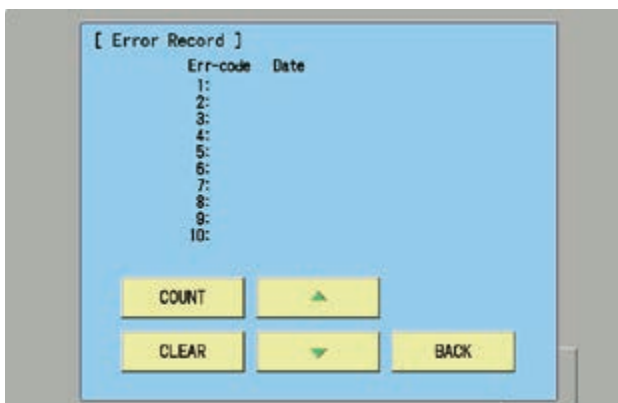 [ Error Record ]
Err-code Date
1:
2:
3:
4:
5:
6:
7:
8:
9:
10:
COUNT
CLEAR
BACK